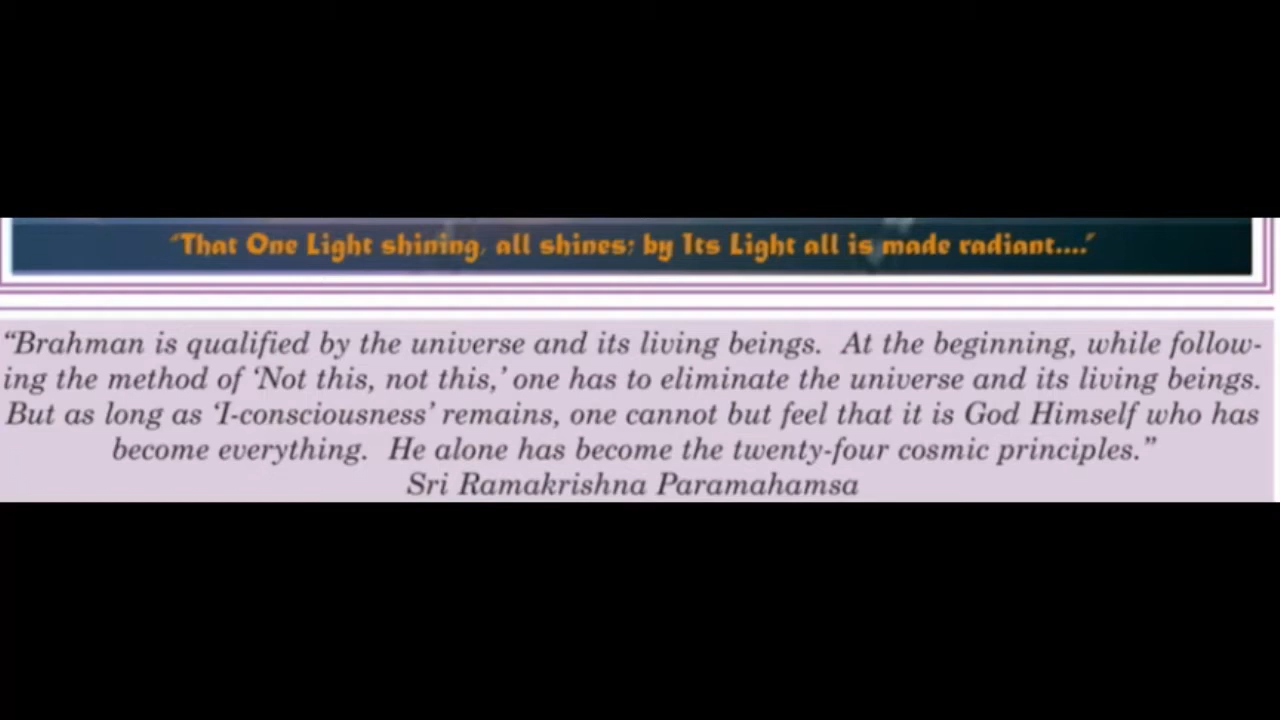 ‘That One Light shining, all shines; by Its Light all is made radiant....’
“Brahman is qualified by the universe and its living beings. At the beginning, while follow-
ing the method of ‘Not this, not this,’ one has to eliminate the universe and its living beings.
But as long as ‘I-consciousness’ remains, one cannot but feel that it is God Himself who has
become everything. He alone has become the twenty-four cosmic principles.”
Sri Ramakrishna Paramahamsa